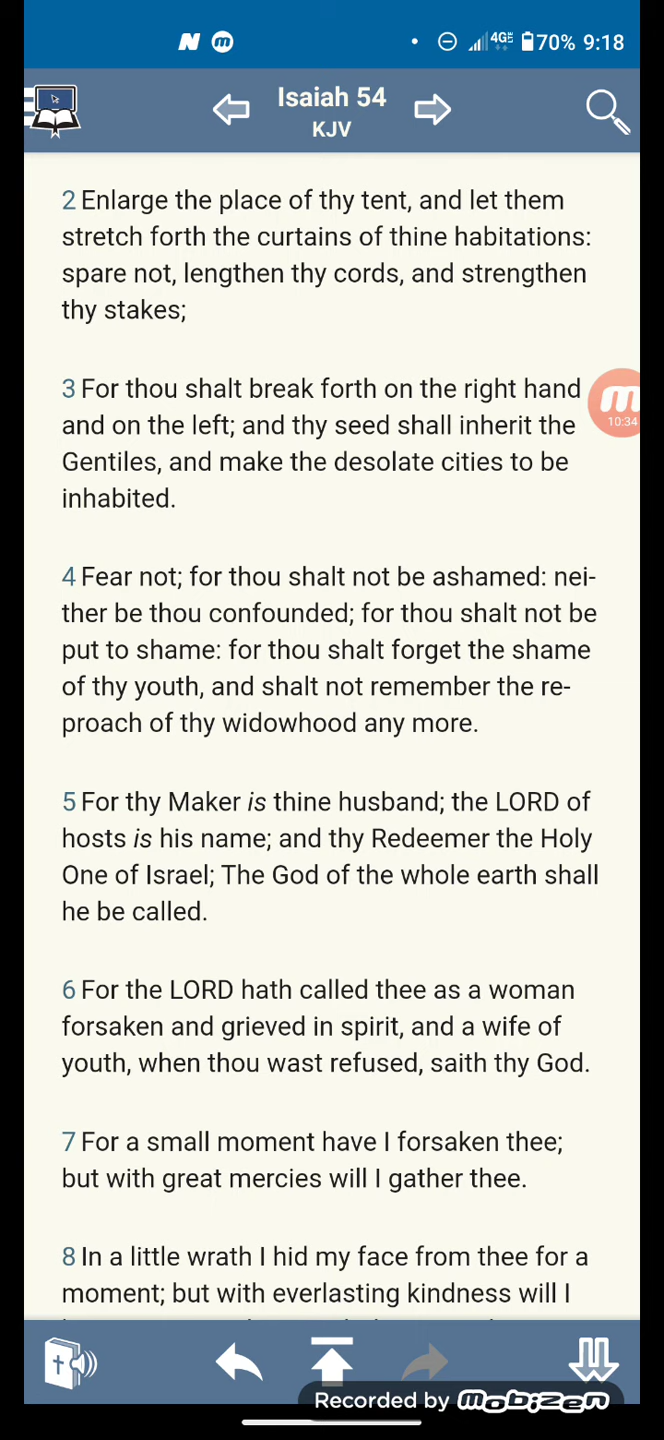 4G 70% 9:18
Isaiah 54
KJV
2 Enlarge the place of thy tent, and let them
stretch forth the curtains of thine habitations:
spare not, lengthen thy cords, and strengthen
thy stakes;
3 For thou shalt break forth on the right hand
and on the left; and thy seed shall inherit the
Gentiles, and make the desolate cities to be
inhabited.
10:34
4 Fear not; for thou shalt not be ashamed: nei-
ther be thou confounded; for thou shalt not be
put to shame: for thou shalt forget the shame
of thy youth, and shalt not remember the re-
proach of thy widowhood any more.
5 For thy Maker is thine husband; the LORD of
hosts is his name; and thy Redeemer the Holy
One of Israel; The God of the whole earth shall
he be called.
6 For the LORD hath called thee as a woman
forsaken and grieved in spirit, and a wife of
youth, when thou wast refused, saith thy God.
7 For a small moment have I forsaken thee;
but with great mercies will I gather thee.
8 In a little wrath I hid my face from thee for a
moment; but with everlasting kindness will I
Recorded by Mobizen